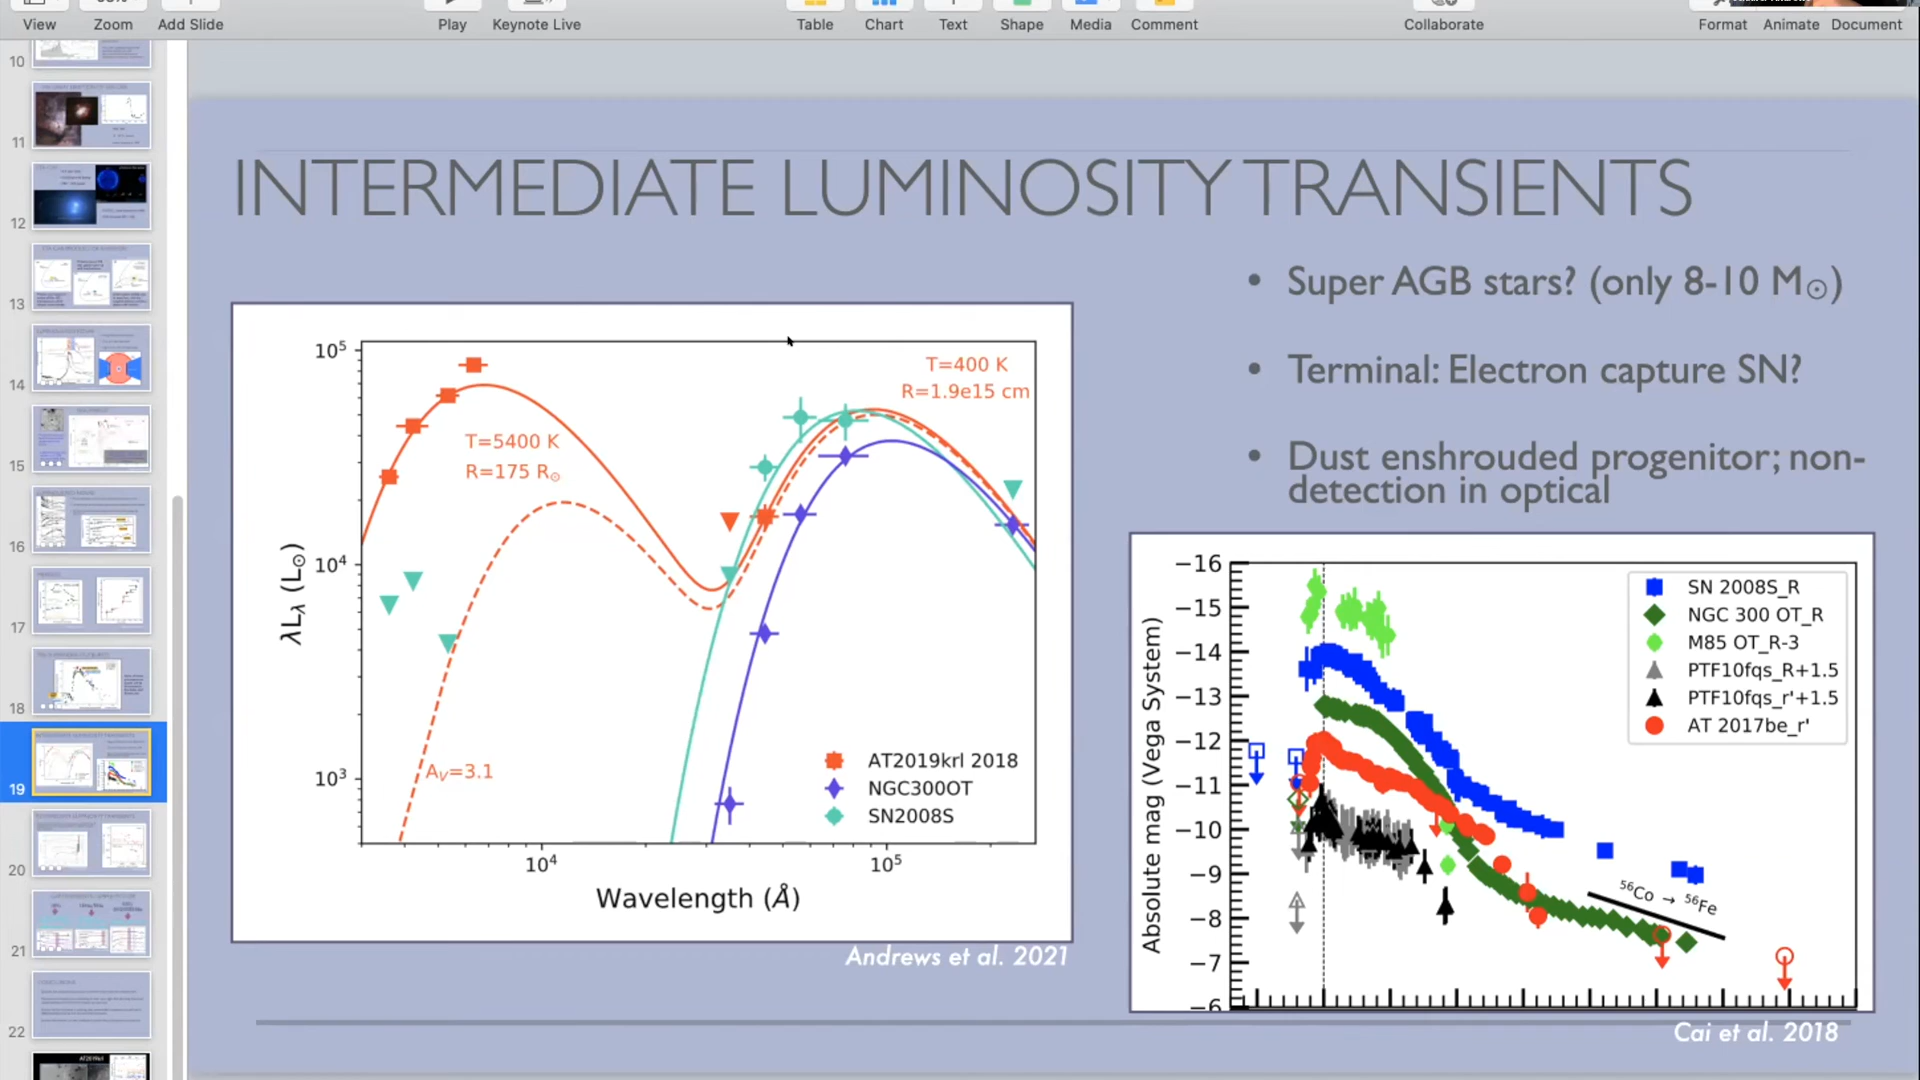 View
Zoom
Add Slide
Play
Keynote Live
Table
Chart
Text
Shape
Media
Comment
Collaborate
Format
Animate
Document
10
11
12
13
14
15
16
17
18
19
20
21
22
INTERMEDIATE LUMINOSITY TRANSIENTS
• Super AGB stars? (only 8-10 M☉)
• Terminal: Electron capture SN?
• Dust enshrouded progenitor; non-
detection in optical
10⁵
10⁴
10³
λLλ (L☉)
T=5400 K
R=175 R☉
T=400 K
R=1.9e15 cm
Aᵥ=3.1
AT2019krl 2018
NGC300OT
SN2008S
10⁴
10⁵
Wavelength (Å)
Andrews et al. 2021
−16
−15
−14
−13
−12
−11
−10
−9
−8
−7
−6
Absolute mag (Vega System)
SN 2008S_R
NGC 300 OT_R
M85 OT_R-3
PTF10fqs_R+1.5
PTF10fqs_r'+1.5
AT 2017be_r'
⁵⁶Co → ⁵⁶Fe
Cai et al. 2018